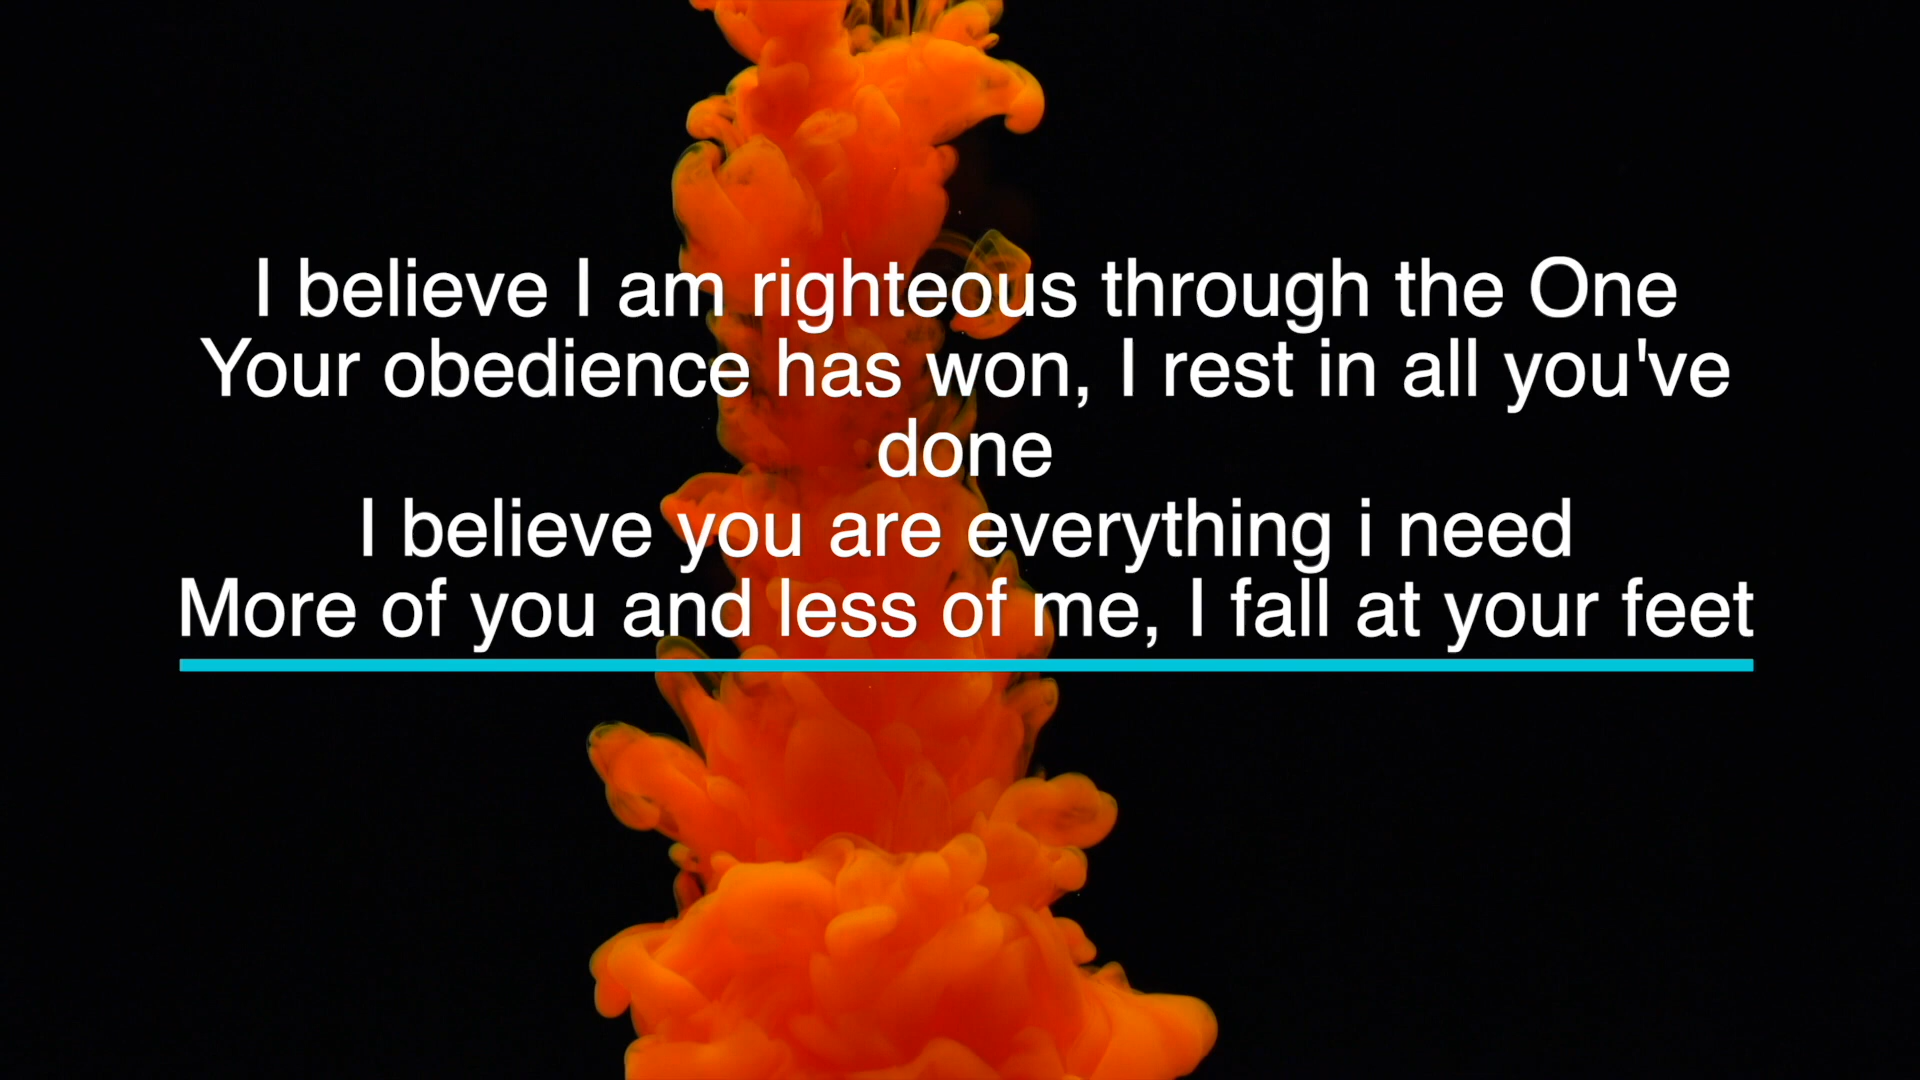 I believe I am righteous through the One
Your obedience has won, I rest in all you've
done
I believe you are everything i need
More of you and less of me, I fall at your feet